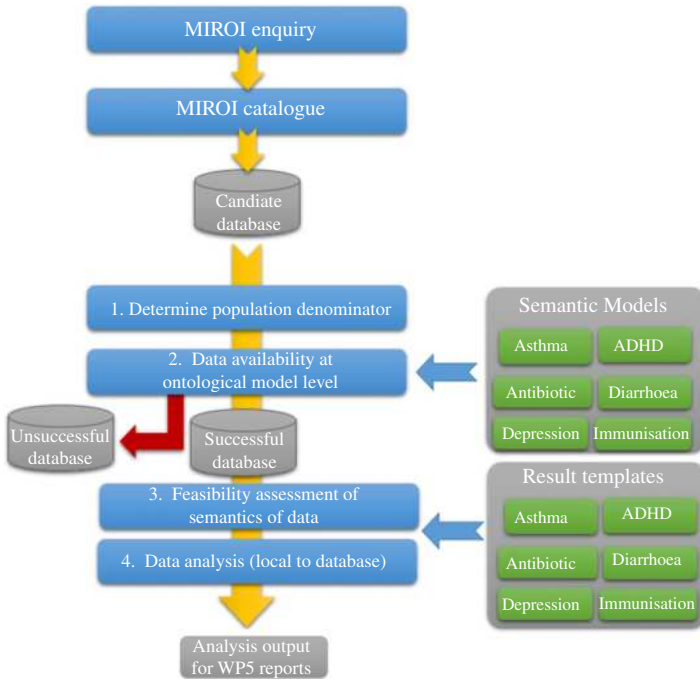 MIROI enquiry
MIROI catalogue
Candiate
database
1. Determine population denominator
2. Data availability at
ontological model level
Unsuccessful
database
Successful
database
3. Feasibility assessment of
semantics of data
4. Data analysis (local to database)
Analysis output
for WP5 reports
Semantic Models
Asthma
ADHD
Antibiotic
Diarrhoea
Depression
Immunisation
Result templates
Asthma
ADHD
Antibiotic
Diarrhoea
Depression
Immunisation